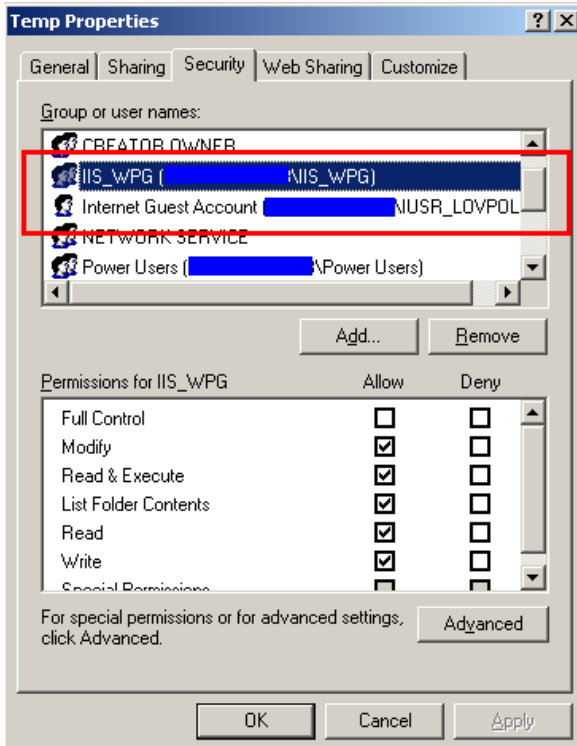 Temp Properties
General Sharing Security Web Sharing Customize
Group or user names:
CREATOR OWNER
IIS_WPG ( \IIS_WPG)
Internet Guest Account ( \IUSR_LOVPOL
NETWORK SERVICE
Power Users ( \Power Users)
Add... Remove
Permissions for IIS_WPG Allow Deny
Full Control
Modify
Read & Execute
List Folder Contents
Read
Write
Special Permissions
For special permissions or for advanced settings, click Advanced.
Advanced
OK Cancel Apply